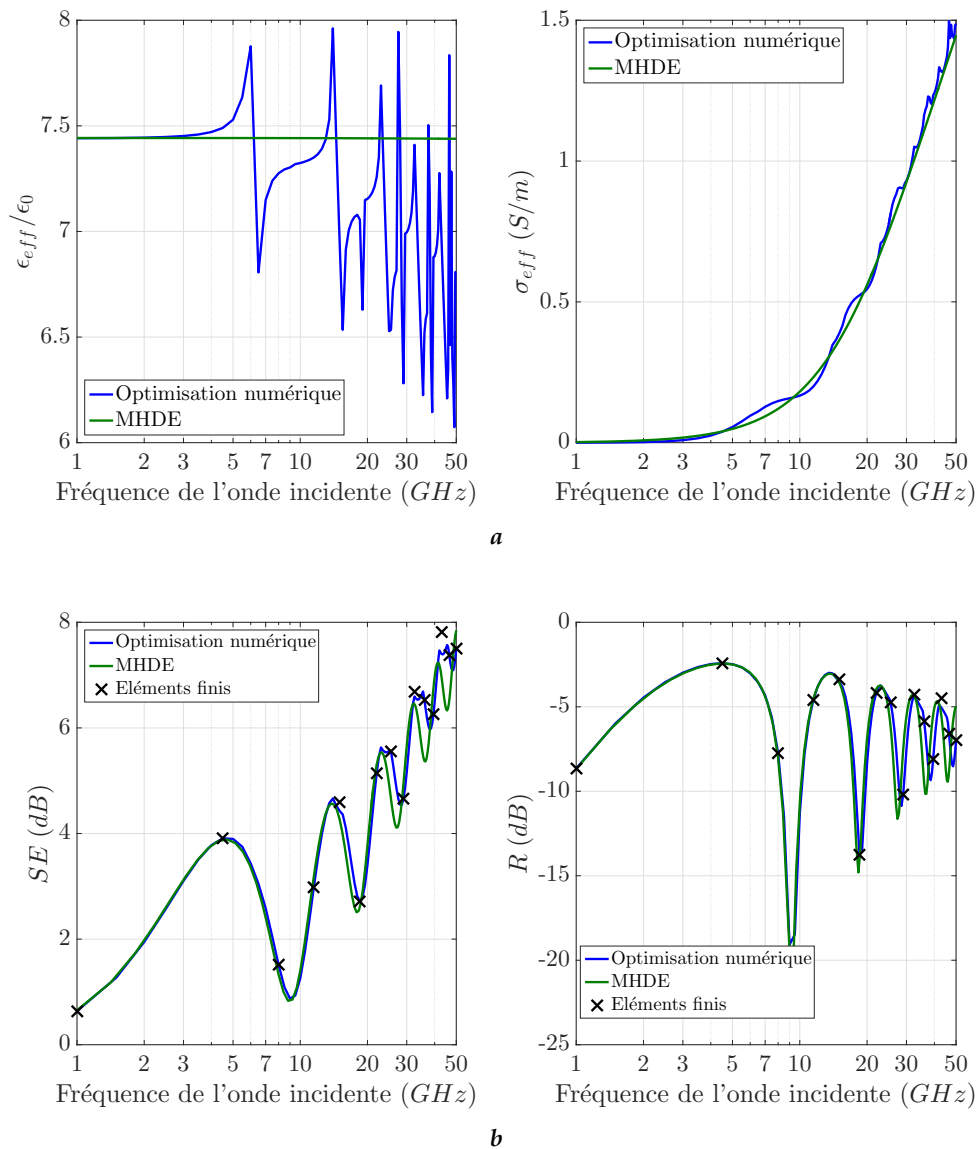 8
7.5
7
6.5
6
ϵeff/ϵ0
Optimisation numérique
MHDE
1 2 3 5 7 10 20 30 50
Fréquence de l'onde incidente (GHz)
1.5
1
0.5
0
σeff (S/m)
Optimisation numérique
MHDE
1 2 3 4 5 7 10 20 30 50
Fréquence de l'onde incidente (GHz)
a
8
6
4
2
0
SE (dB)
Optimisation numérique
MHDE
Eléments finis
1 2 3 5 7 8 10 20 30 50
Fréquence de l'onde incidente (GHz)
-0
-5
-10
-15
-20
-25
R (dB)
Optimisation numérique
MHDE
Eléments finis
1 2 3 5 7 10 20 30 50
Fréquence de l'onde incidente (GHz)
b